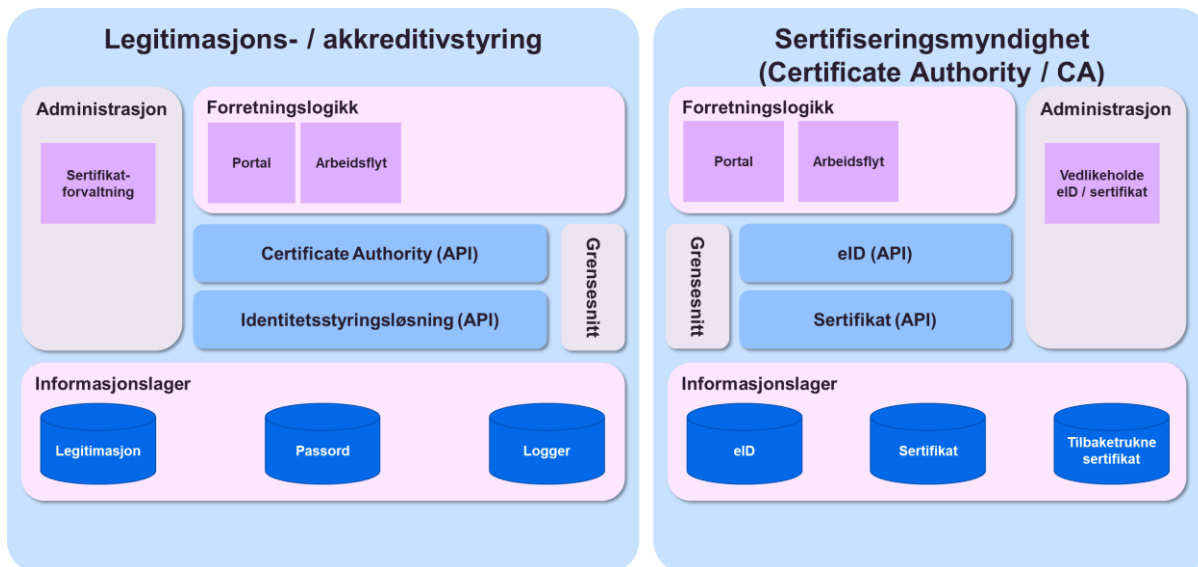 Legitimasjons- / akkreditivstyring
Administrasjon
Sertifikat-
forvaltning
Forretningslogikk
Portal
Arbeidsflyt
Certificate Authority (API)
Identitetsstyringsløsning (API)
Grensesnitt
Informasjonslager
Legitimasjon
Passord
Logger
Sertifiseringsmyndighet
(Certificate Authority / CA)
Forretningslogikk
Portal
Arbeidsflyt
Administrasjon
Vedlikeholde
eID / sertifikat
Grensesnitt
eID (API)
Sertifikat (API)
Informasjonslager
eID
Sertifikat
Tilbaketrukne
sertifikat